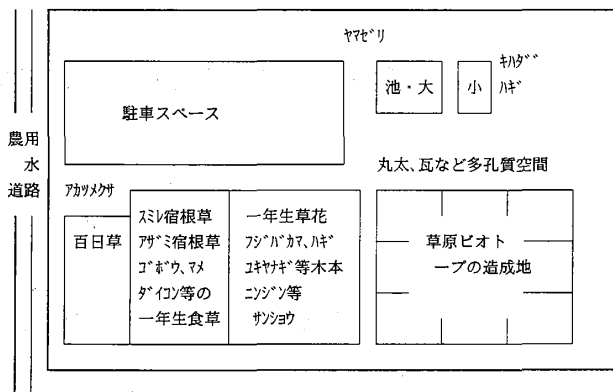 ヤマゼリ
キハダ゙
ハギ
池・大
小
駐車スペース
農用
水
道路
丸太、瓦など多孔質空間
アカツメクサ
百日草
スミレ宿根草
アザミ宿根草
ゴボウ、マメ
ダイコン等の
一年生食草
一年生草花
フジバカマ、ハギ
ユキヤナギ等木本
ニンジン等
サンショウ
草原ビオト
ープの造成地